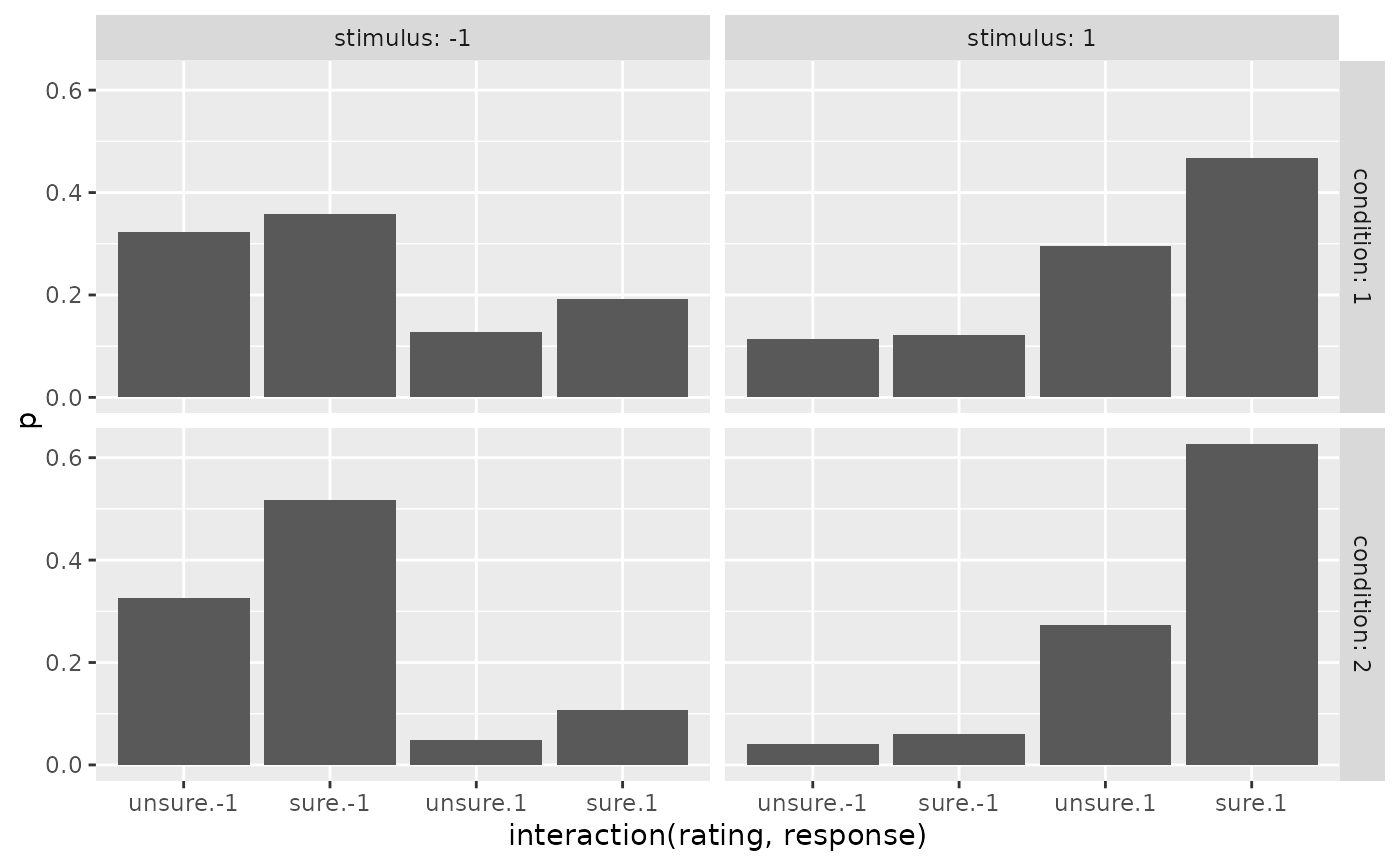 stimulus: -1
stimulus: 1
0.6
0.4
0.2
0.0
condition: 1
p
0.6
0.4
0.2
0.0
condition: 2
unsure.-1 sure.-1 unsure.1 sure.1
unsure.-1 sure.-1 unsure.1 sure.1
interaction(rating, response)